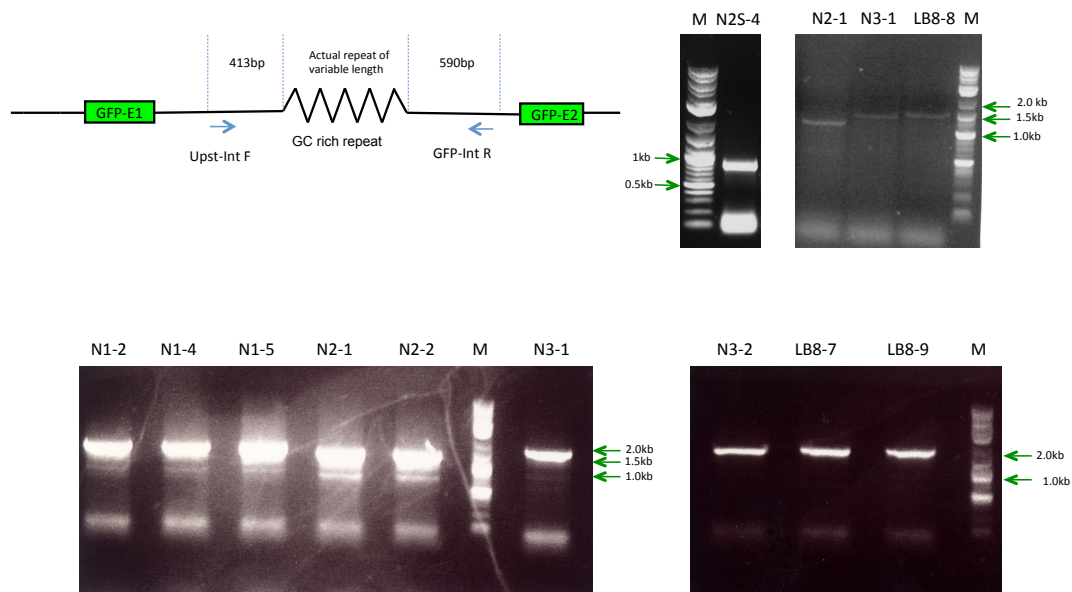 413bp
Actual repeat of
variable length
590bp
GFP-E1
GFP-E2
Upst-Int F
GC rich repeat
GFP-Int R
M N2S-4
1kb
0.5kb
N2-1 N3-1 LB8-8 M
2.0 kb
1.5kb
1.0kb
N1-2 N1-4 N1-5 N2-1 N2-2 M N3-1
2.0kb
1.5kb
1.0kb
N3-2 LB8-7 LB8-9 M
2.0kb
1.0kb